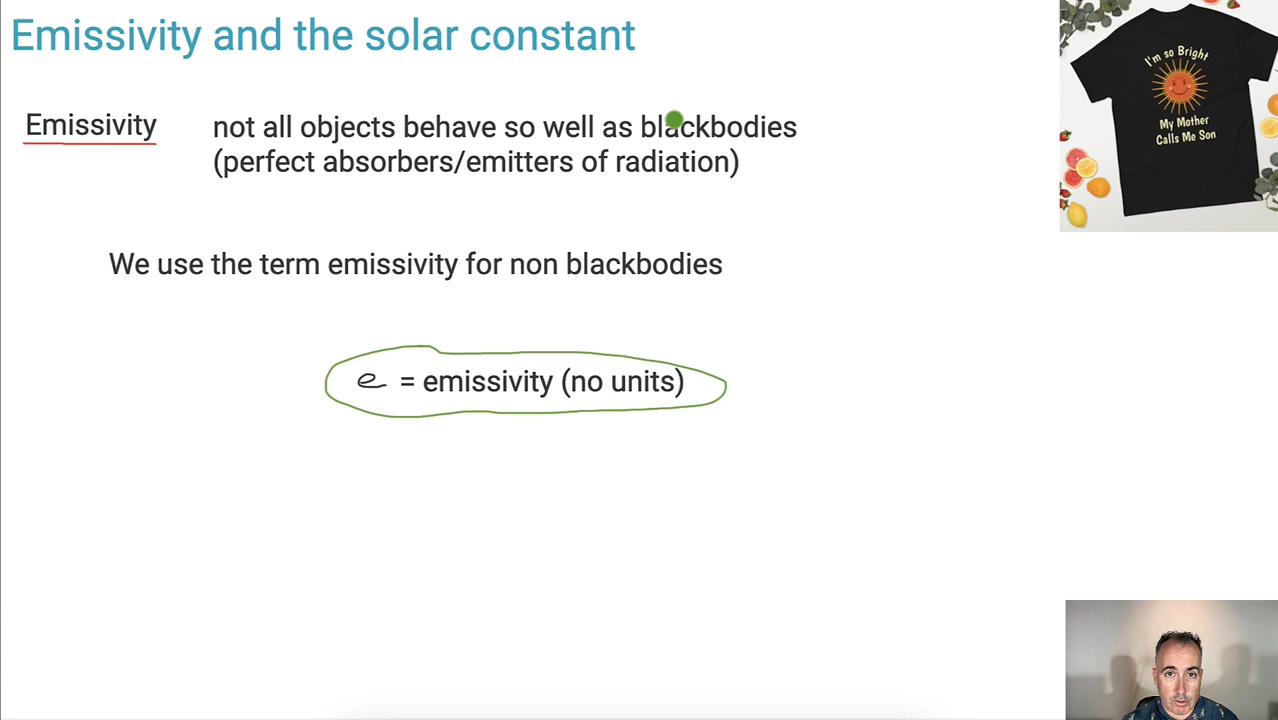 Emissivity and the solar constant
Emissivity
not all objects behave so well as blackbodies
(perfect absorbers/emitters of radiation)
We use the term emissivity for non blackbodies
e = emissivity (no units)
I'm so Bright
My Mother
Calls Me Son